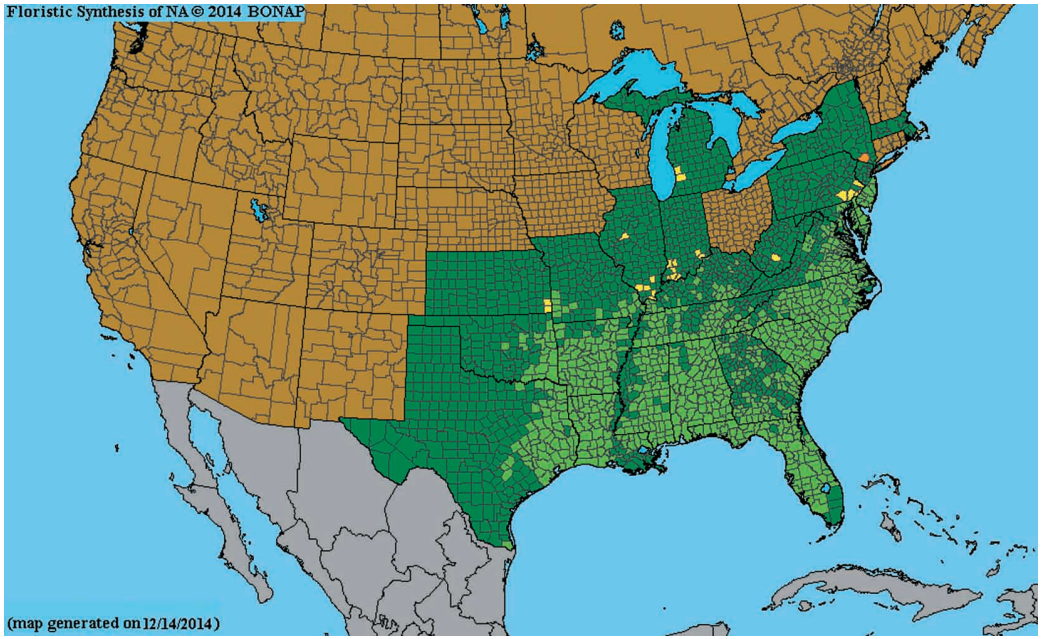 Floristic Synthesis of NA © 2014 BONAP
(map generated on 12/14/2014)